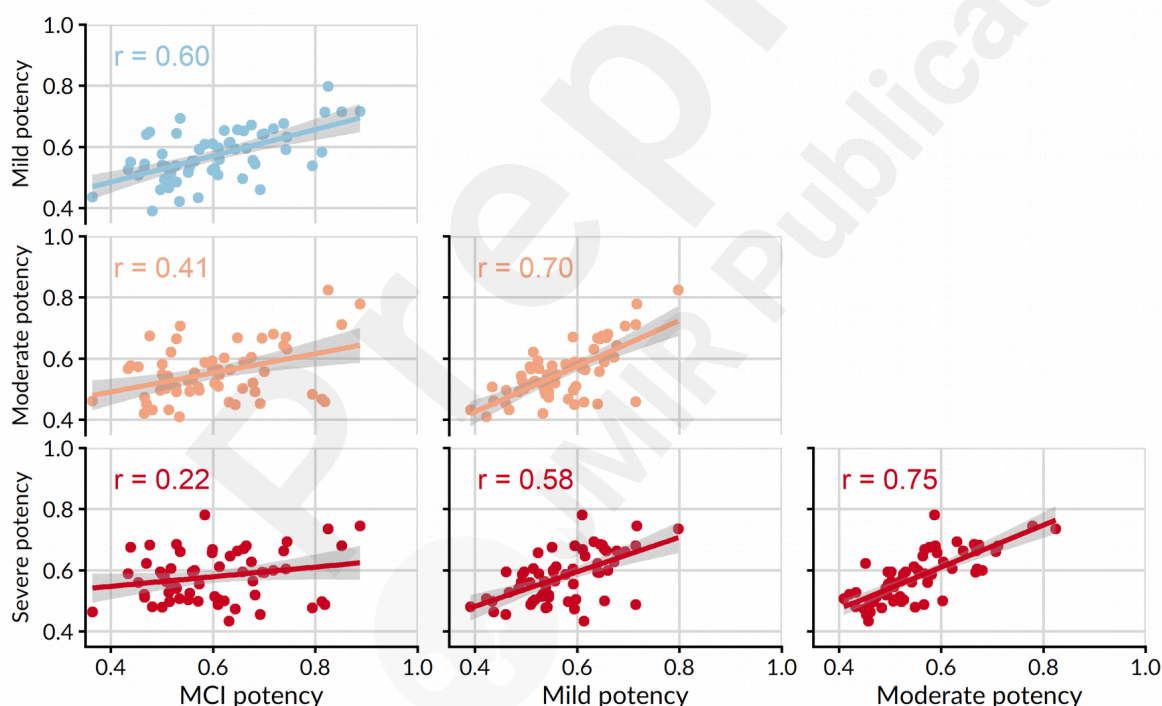 1.0
0.8
0.6
0.4
Mild potency
r = 0.60
1.0
0.8
0.6
0.4
Moderate potency
r = 0.41
r = 0.70
1.0
0.8
0.6
0.4
Severe potency
r = 0.22
r = 0.58
r = 0.75
0.4 0.6 0.8 1.0
0.4 0.6 0.8 1.0
0.4 0.6 0.8 1.0
MCI potency
Mild potency
Moderate potency
Prepr
JMIR Publica